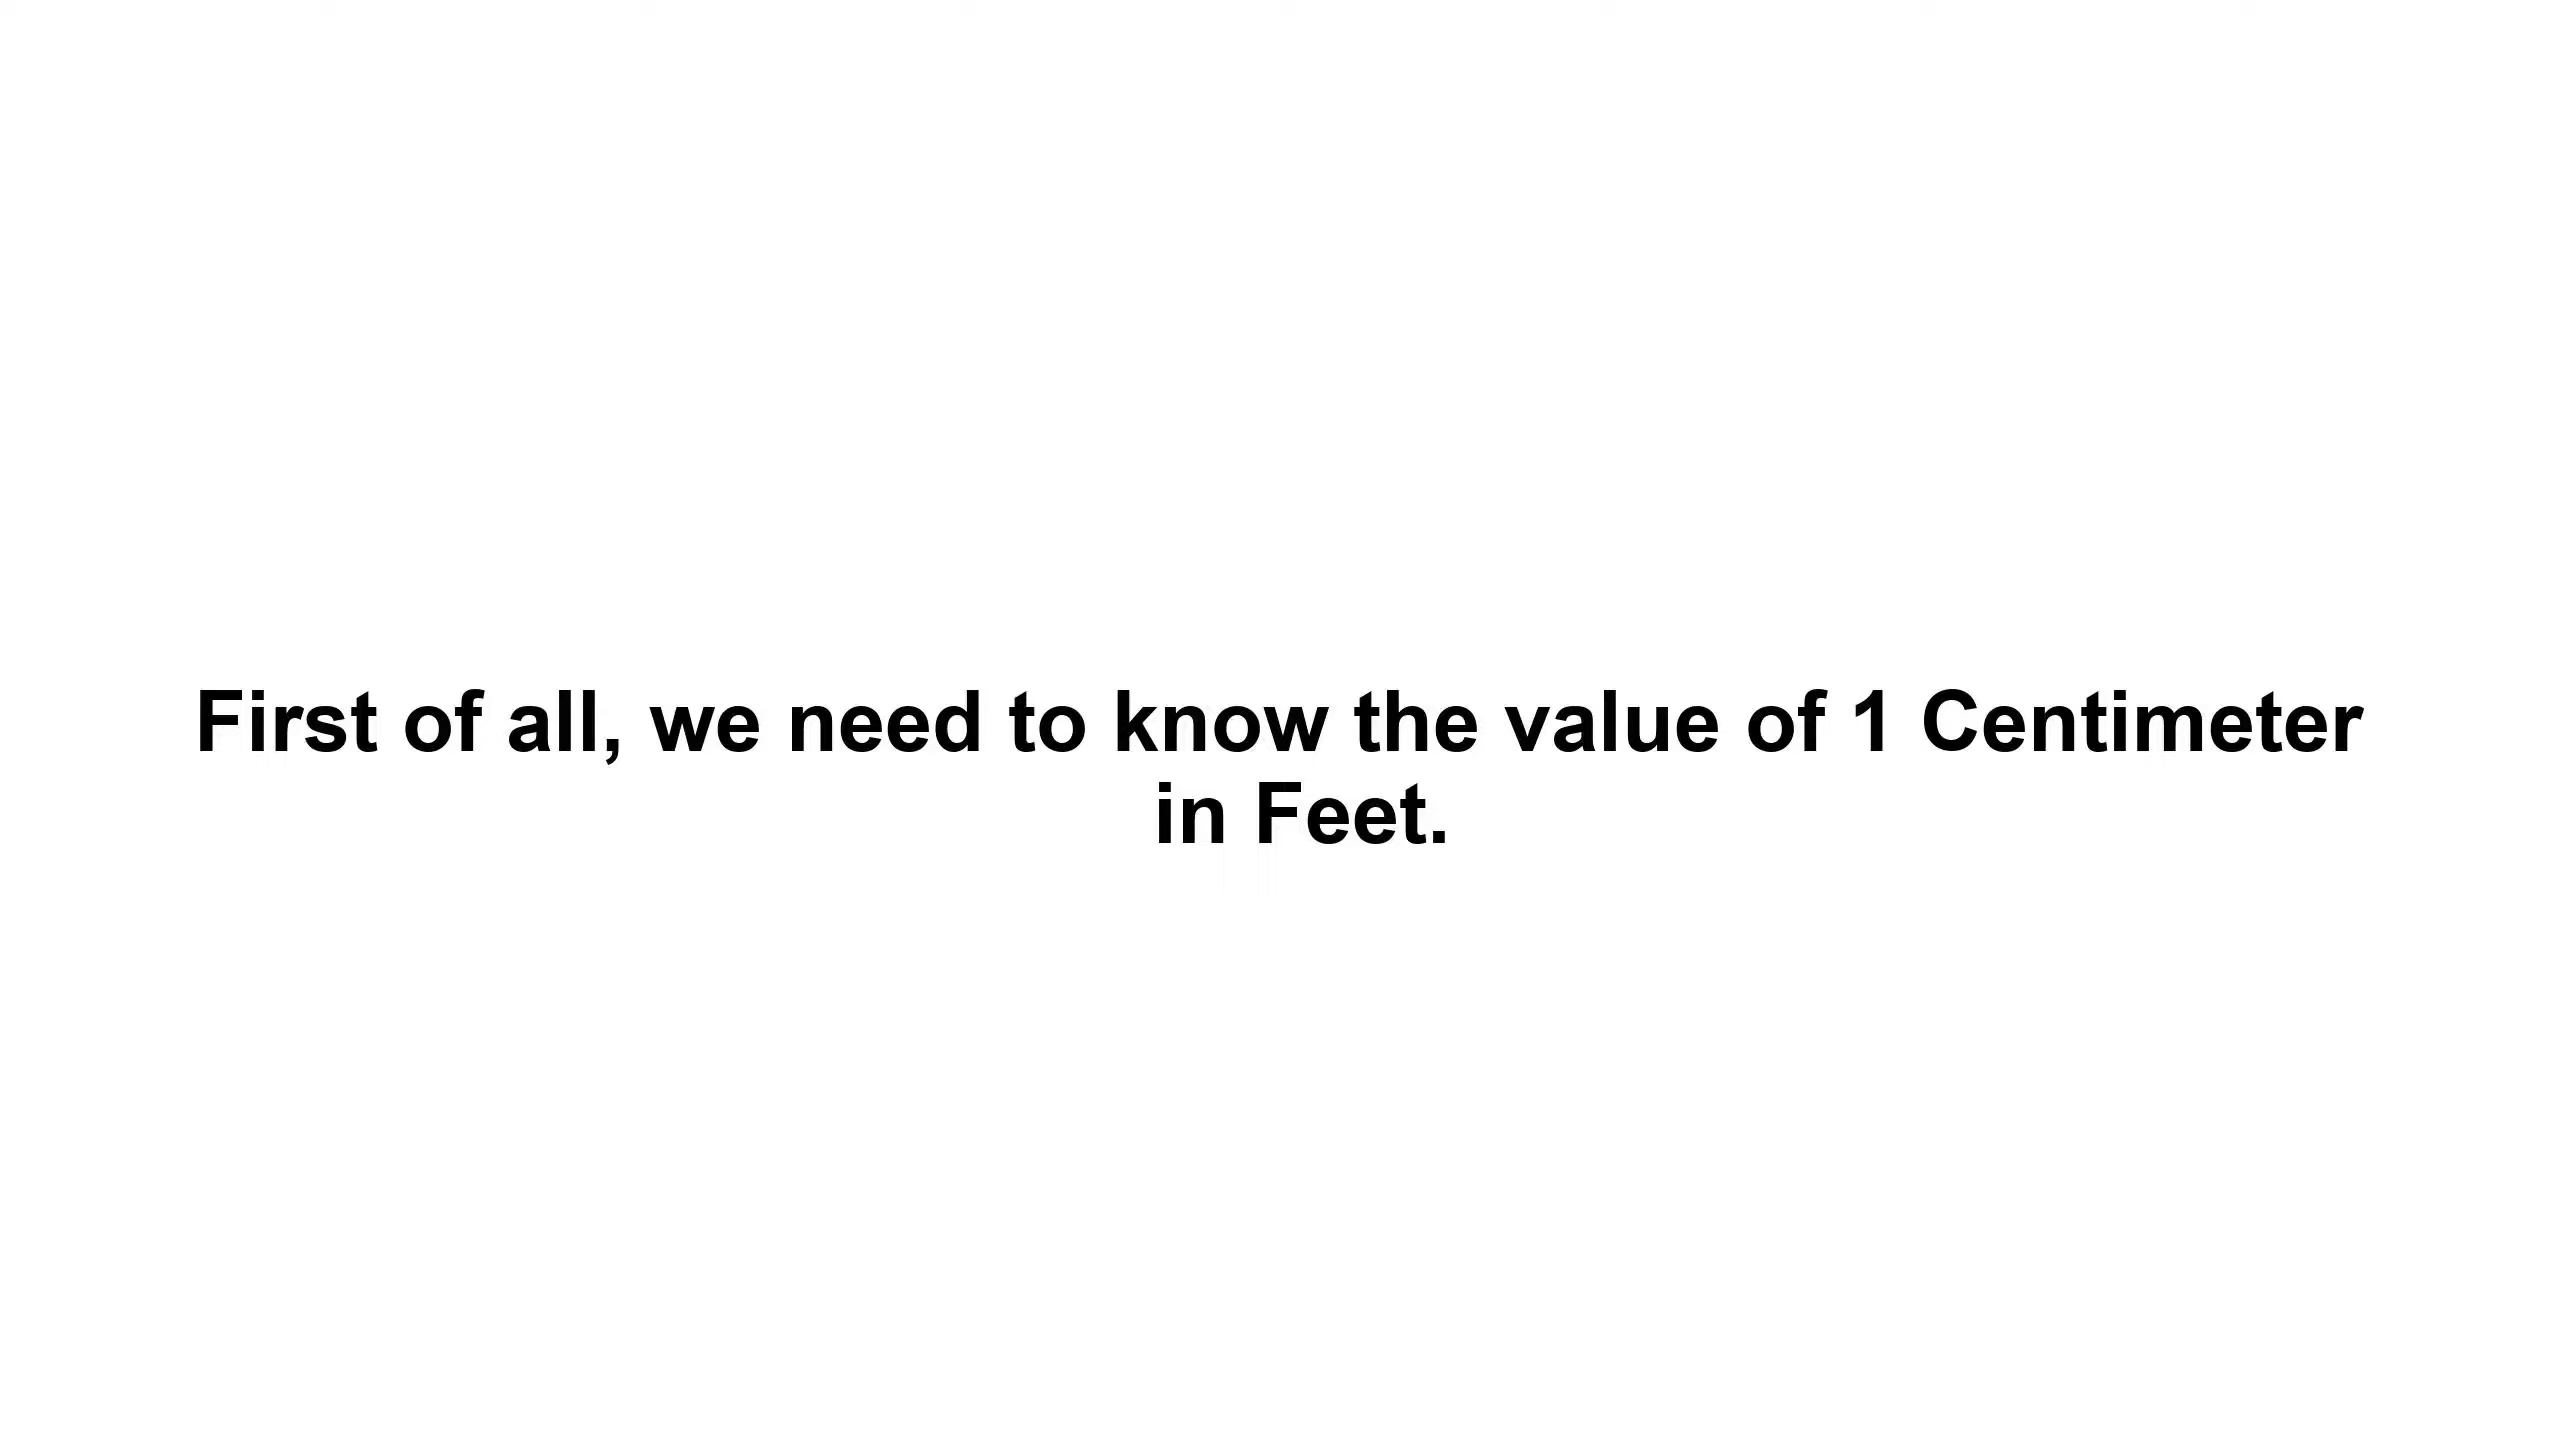 First of all, we need to know the value of 1 Centimeter
in Feet.